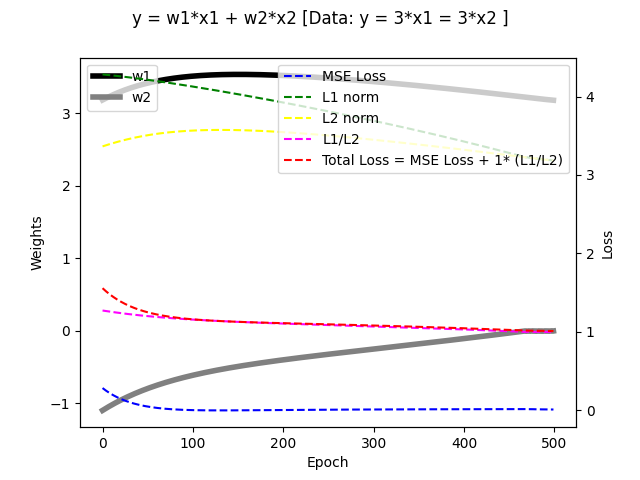 y = w1*x1 + w2*x2 [Data: y = 3*x1 = 3*x2 ]
w1
w2
MSE Loss
L1 norm
L2 norm
L1/L2
Total Loss = MSE Loss + 1* (L1/L2)
3
2
1
0
−1
Weights
4
3
2
1
0
Loss
0
100
200
300
400
500
Epoch